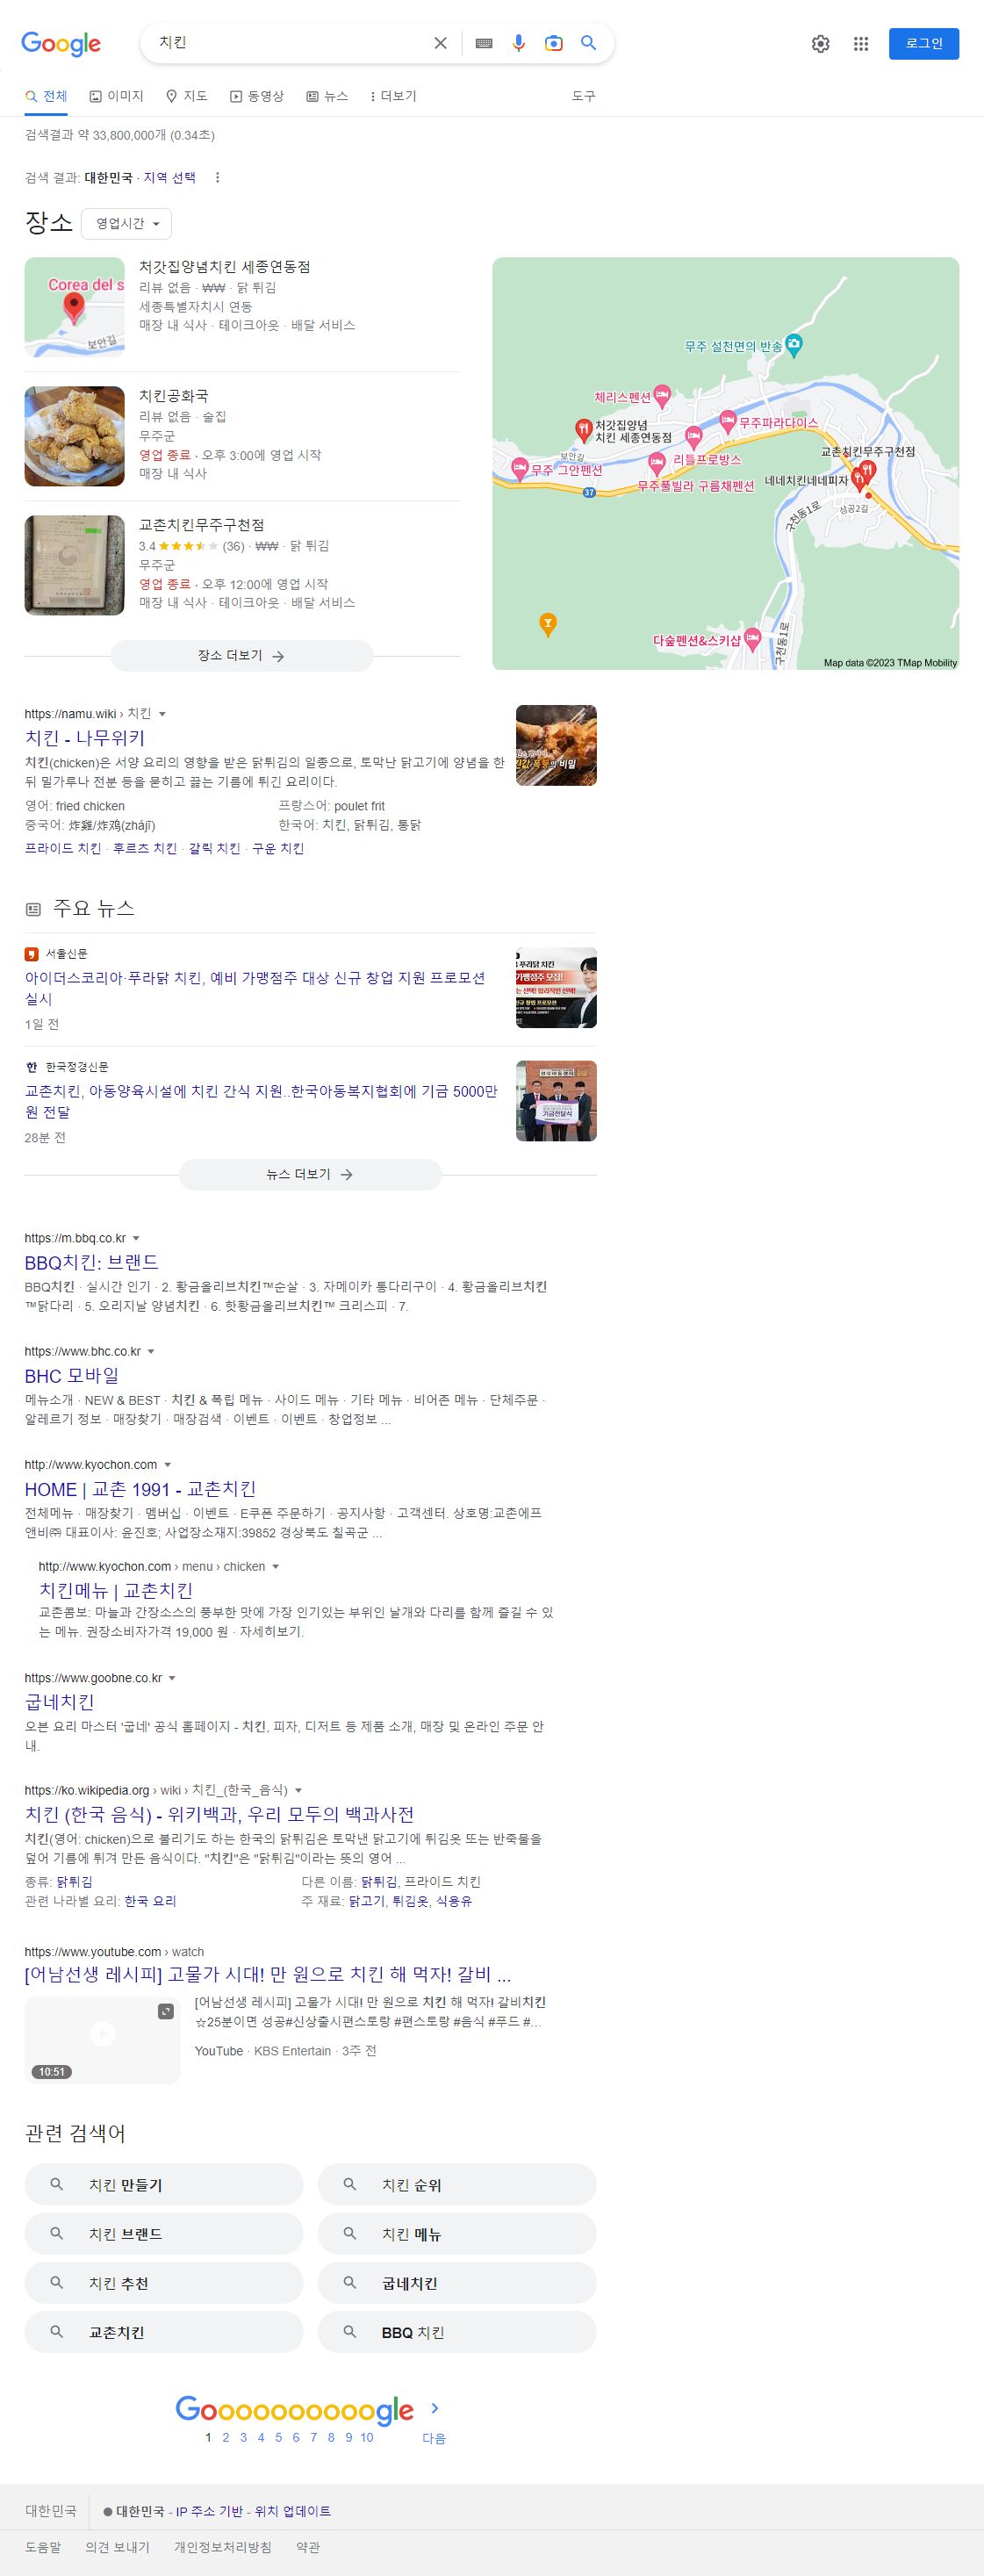 Google
치킨
로그인
전체 이미지 지도 동영상 뉴스 더보기 도구
검색결과 약 33,800,000개 (0.34초)
검색 결과: 대한민국 · 지역 선택
장소 영업시간
Corea del s
보안길
처갓집양념치킨 세종연동점
리뷰 없음 · ₩₩ · 닭 튀김
세종특별자치시 연동
매장 내 식사 · 테이크아웃 · 배달 서비스
치킨공화국
리뷰 없음 · 술집
무주군
영업 종료 · 오후 3:00에 영업 시작
매장 내 식사
교촌치킨무주구천점
3.4 (36) · ₩₩ · 닭 튀김
무주군
영업 종료 · 오후 12:00에 영업 시작
매장 내 식사 · 테이크아웃 · 배달 서비스
장소 더보기
무주 설천면의 반송
체리스펜션
처갓집양념
치킨 세종연동점
무주파라다이스
보안길
리틀프로방스
교촌치킨무주구천점
무주 그안펜션
무주풀빌라 구름채펜션
네네치킨네네피자
37
구천동1로
삼공2길
다숲펜션&스키샵
구천동1로
Map data ©2023 TMap Mobility
https://namu.wiki › 치킨
치킨 - 나무위키
치킨(chicken)은 서양 요리의 영향을 받은 닭튀김의 일종으로, 토막난 닭고기에 양념을 한
뒤 밀가루나 전분 등을 묻히고 끓는 기름에 튀긴 요리이다.
영어: fried chicken 프랑스어: poulet frit
중국어: 炸雞/炸鸡(zhájī) 한국어: 치킨, 닭튀김, 통닭
프라이드 치킨 · 후르츠 치킨 · 갈릭 치킨 · 구운 치킨
주요 뉴스
서울신문
아이더스코리아·푸라닭 치킨, 예비 가맹점주 대상 신규 창업 지원 프로모션
실시
1일 전
푸라닭 치킨
가맹점주 모집!
한 한국정경신문
교촌치킨, 아동양육시설에 치킨 간식 지원..한국아동복지협회에 기금 5000만
원 전달
28분 전
기금전달식
뉴스 더보기
https://m.bbq.co.kr
BBQ치킨: 브랜드
BBQ치킨 · 실시간 인기 · 2. 황금올리브치킨™순살 · 3. 자메이카 통다리구이 · 4. 황금올리브치킨
™닭다리 · 5. 오리지날 양념치킨 · 6. 핫황금올리브치킨™ 크리스피 · 7.
https://www.bhc.co.kr
BHC 모바일
메뉴소개 · NEW & BEST · 치킨 & 폭립 메뉴 · 사이드 메뉴 · 기타 메뉴 · 비어존 메뉴 · 단체주문 ·
알레르기 정보 · 매장찾기 · 매장검색 · 이벤트 · 이벤트 · 창업정보 ...
http://www.kyochon.com
HOME | 교촌 1991 - 교촌치킨
전체메뉴 · 매장찾기 · 멤버십 · 이벤트 · E쿠폰 주문하기 · 공지사항 · 고객센터. 상호명:교촌에프
앤비㈜ 대표이사: 윤진호; 사업장소재지:39852 경상북도 칠곡군 ...
http://www.kyochon.com › menu › chicken
치킨메뉴 | 교촌치킨
교촌콤보: 마늘과 간장소스의 풍부한 맛에 가장 인기있는 부위인 날개와 다리를 함께 즐길 수 있
는 메뉴. 권장소비자가격 19,000 원 · 자세히보기.
https://www.goobne.co.kr
굽네치킨
오븐 요리 마스터 '굽네' 공식 홈페이지 - 치킨, 피자, 디저트 등 제품 소개, 매장 및 온라인 주문 안
내.
https://ko.wikipedia.org › wiki › 치킨_(한국_음식)
치킨 (한국 음식) - 위키백과, 우리 모두의 백과사전
치킨(영어: chicken)으로 불리기도 하는 한국의 닭튀김은 토막낸 닭고기에 튀김옷 또는 반죽물을
덮어 기름에 튀겨 만든 음식이다. "치킨"은 "닭튀김"이라는 뜻의 영어 ...
종류: 닭튀김 다른 이름: 닭튀김, 프라이드 치킨
관련 나라별 요리: 한국 요리 주 재료: 닭고기, 튀김옷, 식용유
https://www.youtube.com › watch
[어남선생 레시피] 고물가 시대! 만 원으로 치킨 해 먹자! 갈비 ...
10:51
[어남선생 레시피] 고물가 시대! 만 원으로 치킨 해 먹자! 갈비치킨
☆25분이면 성공#신상출시편스토랑 #편스토랑 #음식 #푸드 #...
YouTube · KBS Entertain · 3주 전
관련 검색어
치킨 만들기 치킨 순위
치킨 브랜드 치킨 메뉴
치킨 추천 굽네치킨
교촌치킨 BBQ 치킨
Goooooooooogle
1 2 3 4 5 6 7 8 9 10 다음
대한민국 대한민국 - IP 주소 기반 - 위치 업데이트
도움말 의견 보내기 개인정보처리방침 약관